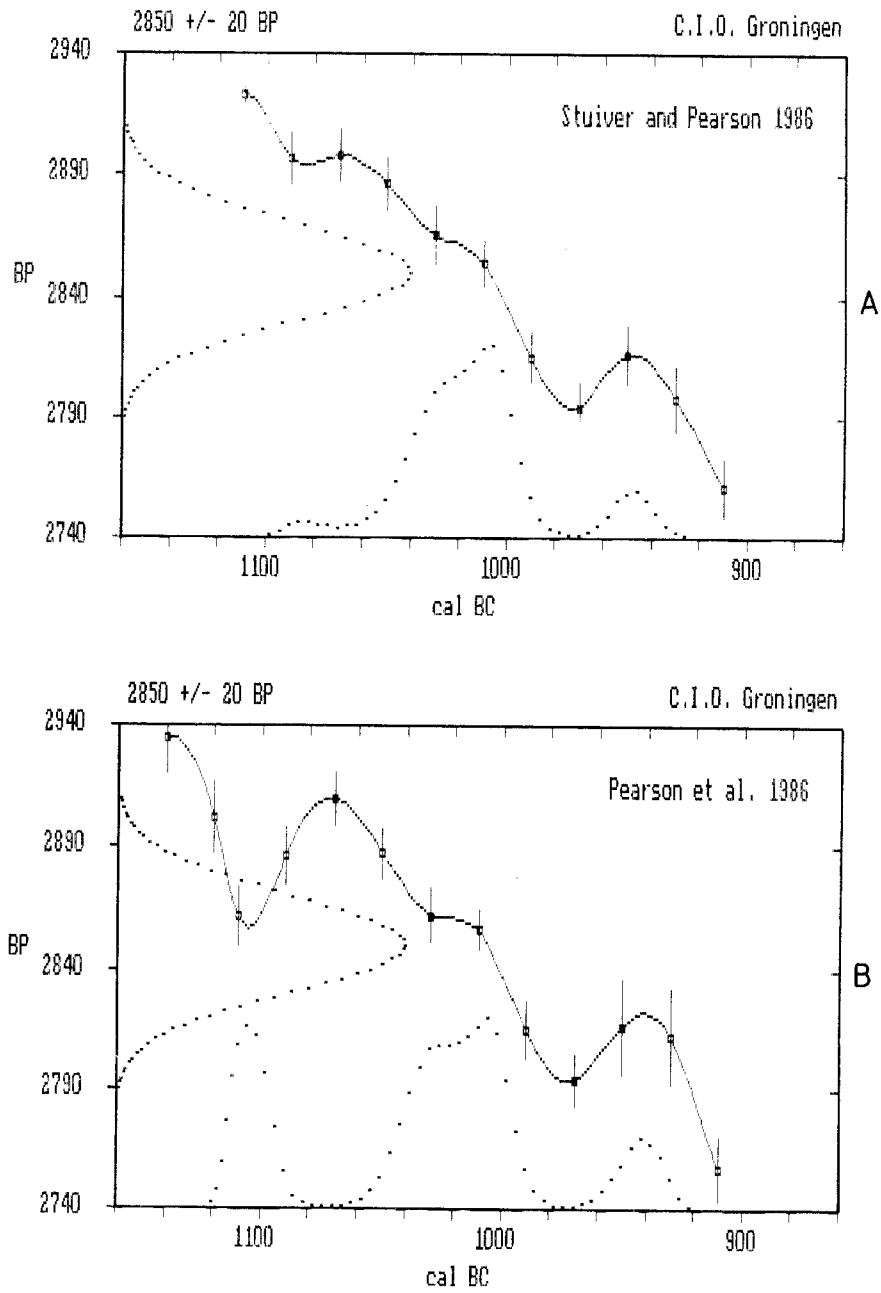 2850 +/- 20 BP C.I.O. Groningen
2940
Stuiver and Pearson 1986
2890
BP 2840
A
2790
2740
1100 1000 900
cal BC
2850 +/- 20 BP C.I.O. Groningen
2940
Pearson et al. 1986
2890
BP 2840
B
2790
2740
1100 1000 900
cal BC